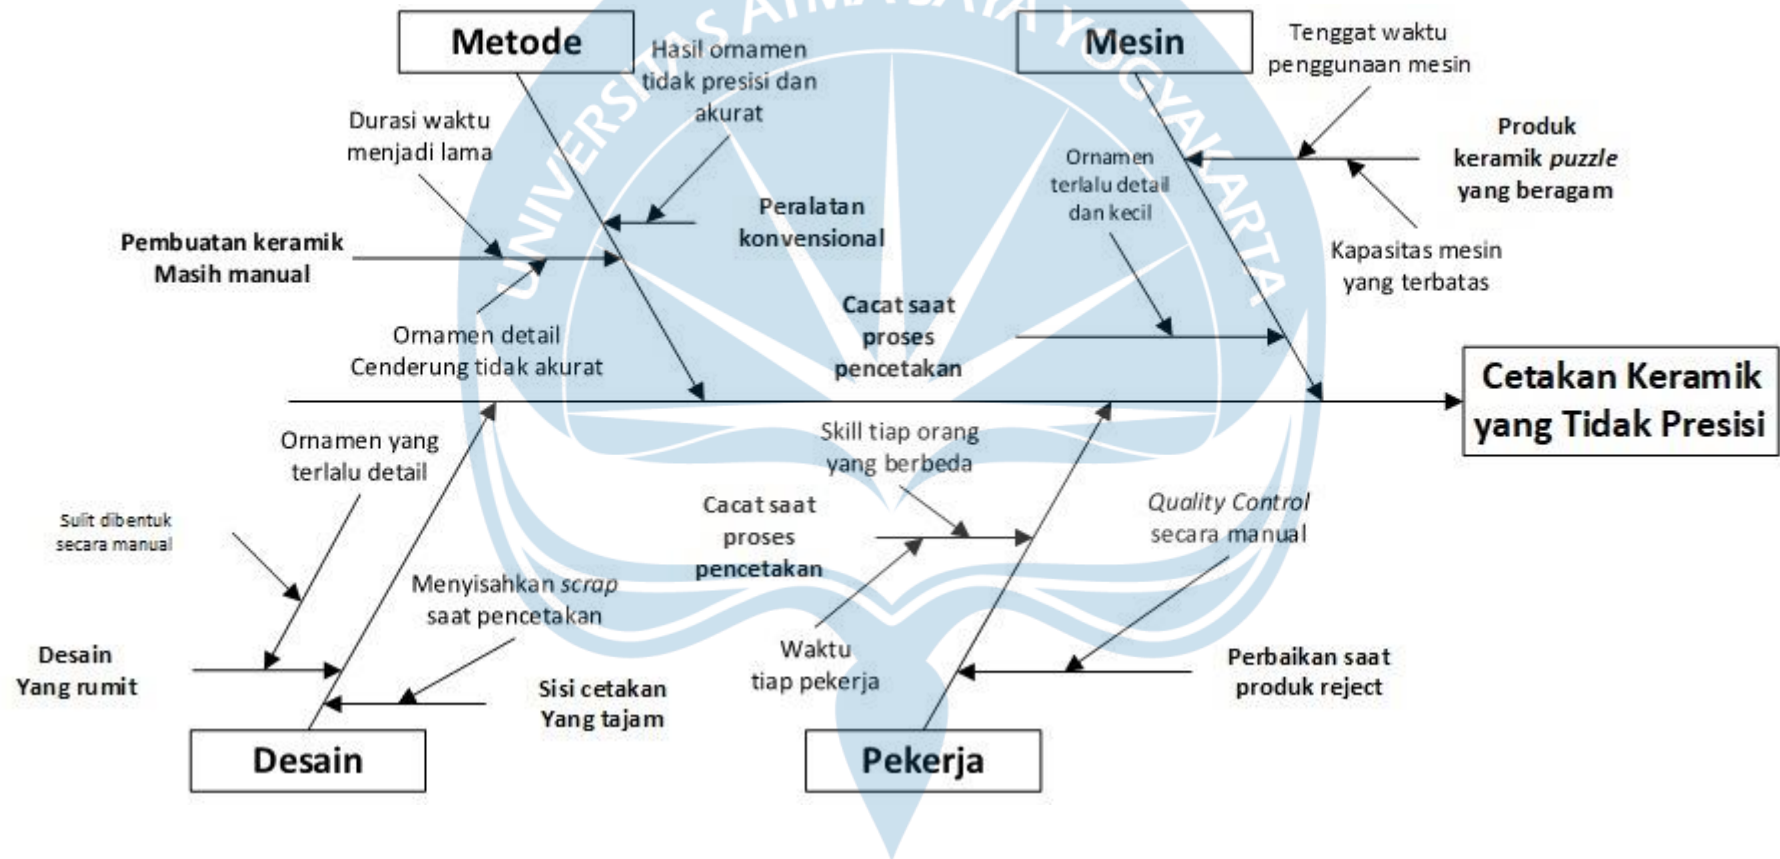 UNIVERSITAS ATMA JAYA YOGYAKARTA
Metode
Hasil ornamen
tidak presisi dan
akurat
Durasi waktu
menjadi lama
Peralatan
konvensional
Pembuatan keramik
Masih manual
Ornamen detail
Cenderung tidak akurat
Mesin
Tenggat waktu
penggunaan mesin
Produk
keramik puzzle
yang beragam
Ornamen
terlalu detail
dan kecil
Kapasitas mesin
yang terbatas
Cacat saat
proses
pencetakan
Cetakan Keramik
yang Tidak Presisi
Ornamen yang
terlalu detail
Sulit dibentuk
secara manual
Menyisahkan scrap
saat pencetakan
Desain
Yang rumit
Sisi cetakan
Yang tajam
Desain
Skill tiap orang
yang berbeda
Cacat saat
proses
pencetakan
Quality Control
secara manual
Waktu
tiap pekerja
Perbaikan saat
produk reject
Pekerja